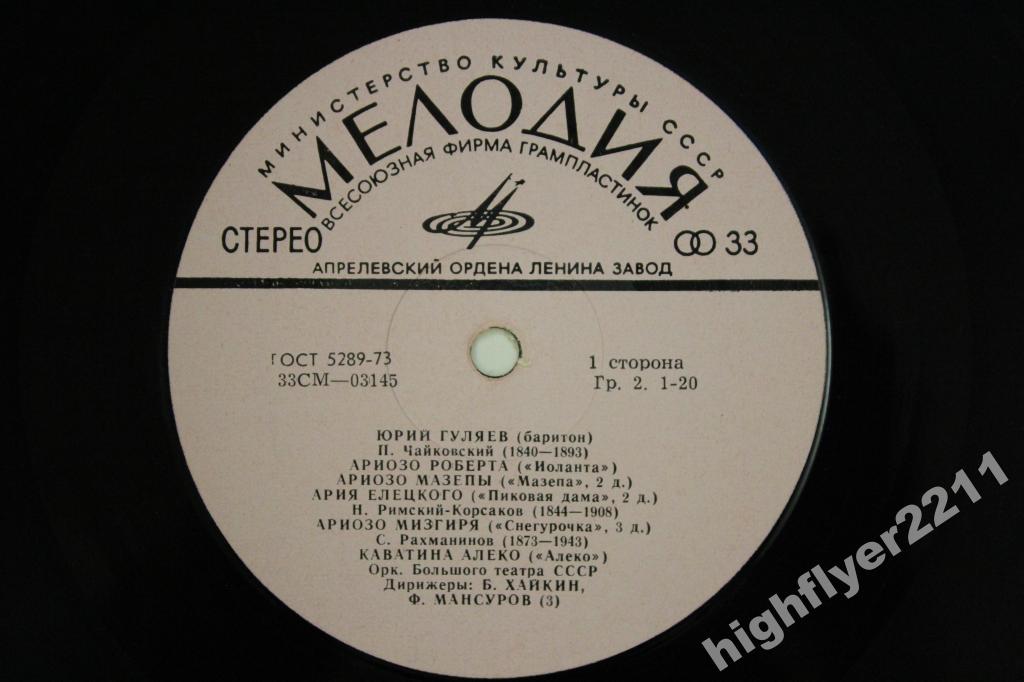 МИНИСТЕРСТВО КУЛЬТУРЫ СССР
МЕЛОДИЯ
ВСЕСОЮЗНАЯ ФИРМА ГРАМПЛАСТИНОК
СТЕРЕО 33
АПРЕЛЕВСКИЙ ОРДЕНА ЛЕНИНА ЗАВОД
ГОСТ 5289-73 1 сторона
33СМ—03145 Гр. 2. 1-20
ЮРИЙ ГУЛЯЕВ (баритон)
П. Чайковский (1840—1893)
АРИОЗО РОБЕРТА («Иоланта»)
АРИОЗО МАЗЕПЫ («Мазепа», 2 д.)
АРИЯ ЕЛЕЦКОГО («Пиковая дама», 2 д.)
Н. Римский-Корсаков (1844—1908)
АРИОЗО МИЗГИРЯ («Снегурочка», 3 д.)
С. Рахманинов (1873—1943)
КАВАТИНА АЛЕКО («Алеко»)
Орк. Большого театра СССР
Дирижеры: Б. ХАЙКИН,
Ф. МАНСУРОВ (3)
highflyer2211